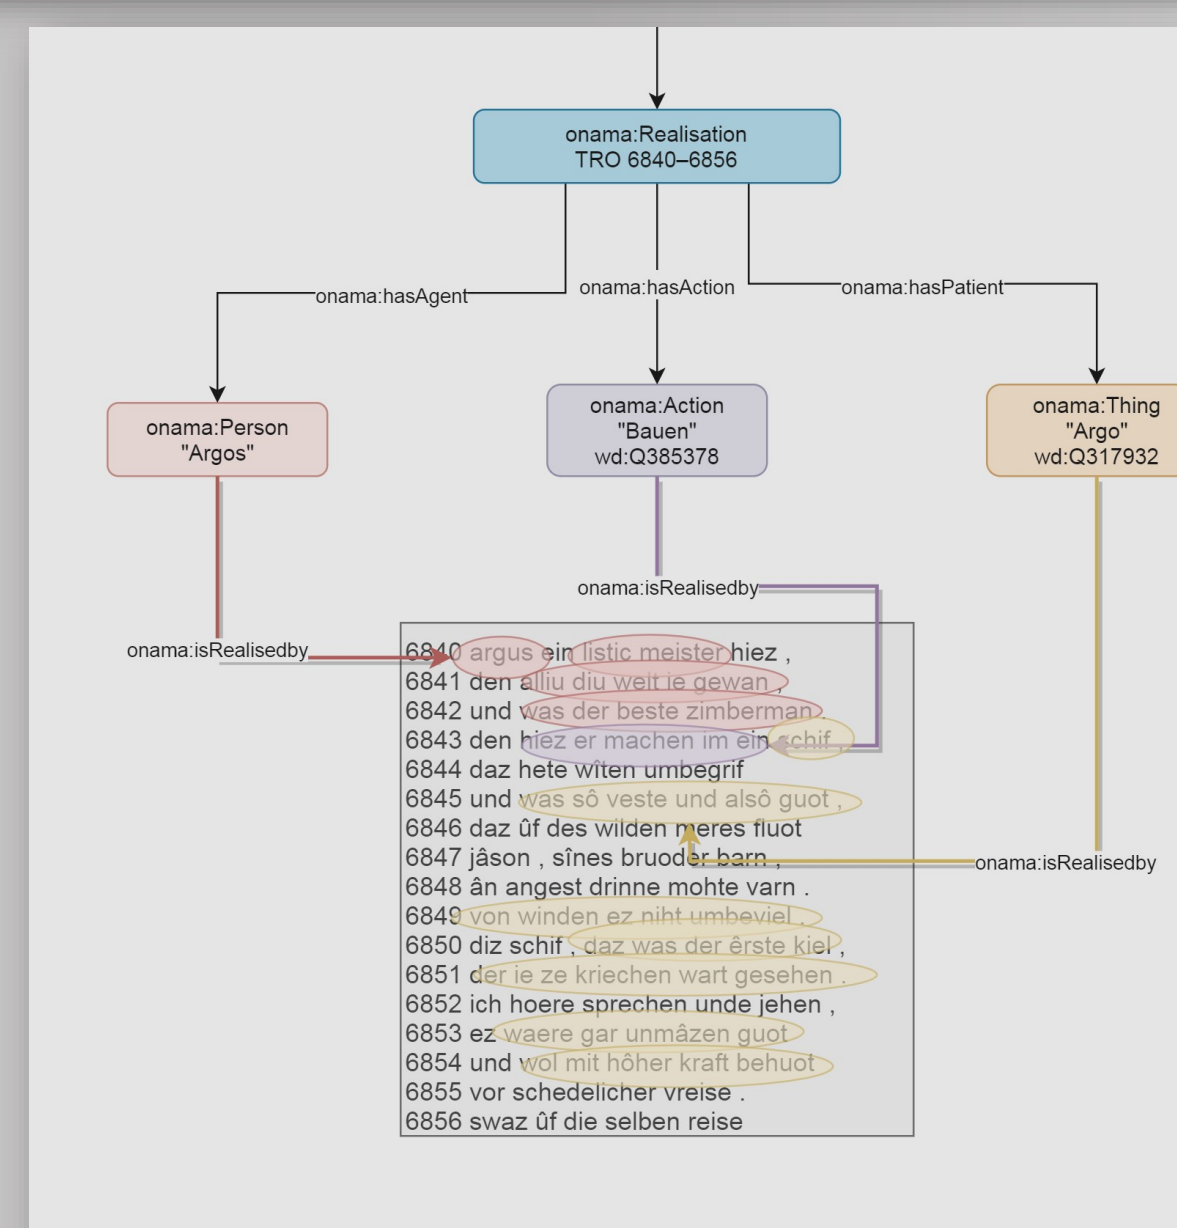 onama:Realisation
TRO 6840–6856
onama:hasAgent
onama:hasAction
onama:hasPatient
onama:Person
"Argos"
onama:Action
"Bauen"
wd:Q385378
onama:Thing
"Argo"
wd:Q317932
onama:isRealisedby
onama:isRealisedby
onama:isRealisedby
6840 argus ein listic meister hiez ,
6841 den alliu diu welt ie gewan ,
6842 und was der beste zimberman .
6843 den hiez er machen im ein schif ,
6844 daz hete wîten umbegrif
6845 und was sô veste und alsô guot ,
6846 daz ûf des wilden meres fluot
6847 jâson , sînes bruoder barn ,
6848 ân angest drinne mohte varn .
6849 von winden ez niht umbeviel .
6850 diz schif , daz was der êrste kiel ,
6851 der ie ze kriechen wart gesehen .
6852 ich hoere sprechen unde jehen ,
6853 ez waere gar unmâzen guot
6854 und wol mit hôher kraft behuot
6855 vor schedelicher vreise .
6856 swaz ûf die selben reise